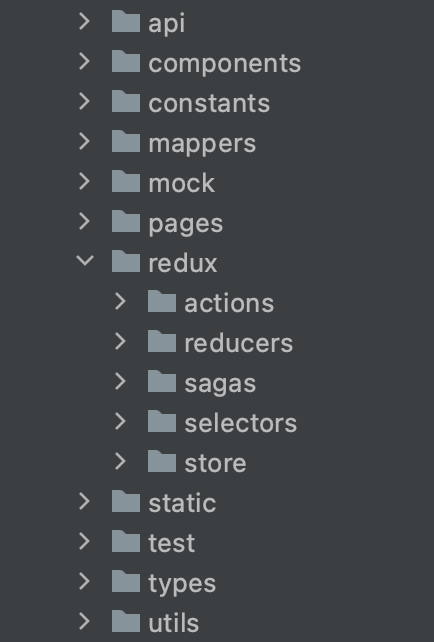 api
components
constants
mappers
mock
pages
redux
actions
reducers
sagas
selectors
store
static
test
types
utils